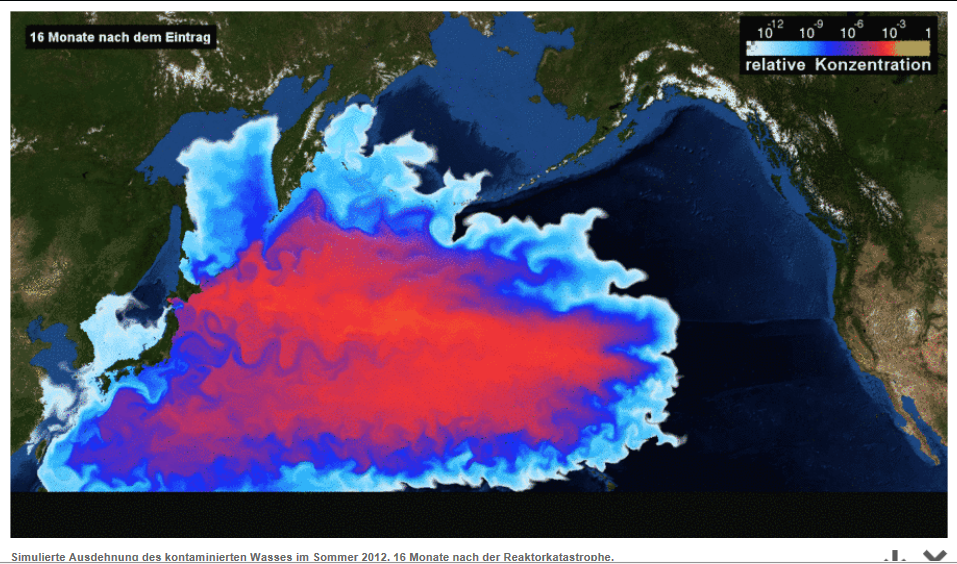 16 Monate nach dem Eintrag
10-12 10-9 10-6 10-3 1
relative Konzentration
Simulierte Ausdehnung des kontaminierten Wasses im Sommer 2012, 16 Monate nach der Reaktorkatastrophe.